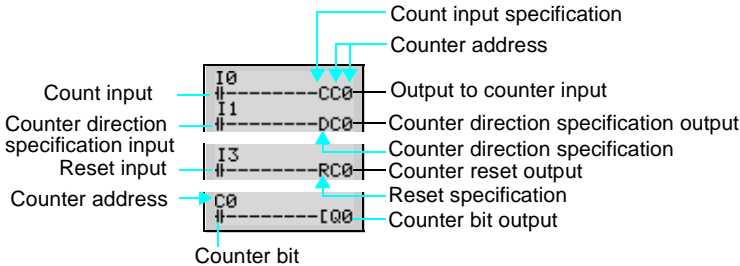 Count input specification
Counter address
I0
Count input
CC0
Output to counter input
I1
Counter direction
specification input
DC0
Counter direction specification output
Counter direction specification
I3
Reset input
RC0
Counter reset output
Reset specification
Counter address
C0
[Q0
Counter bit output
Counter bit